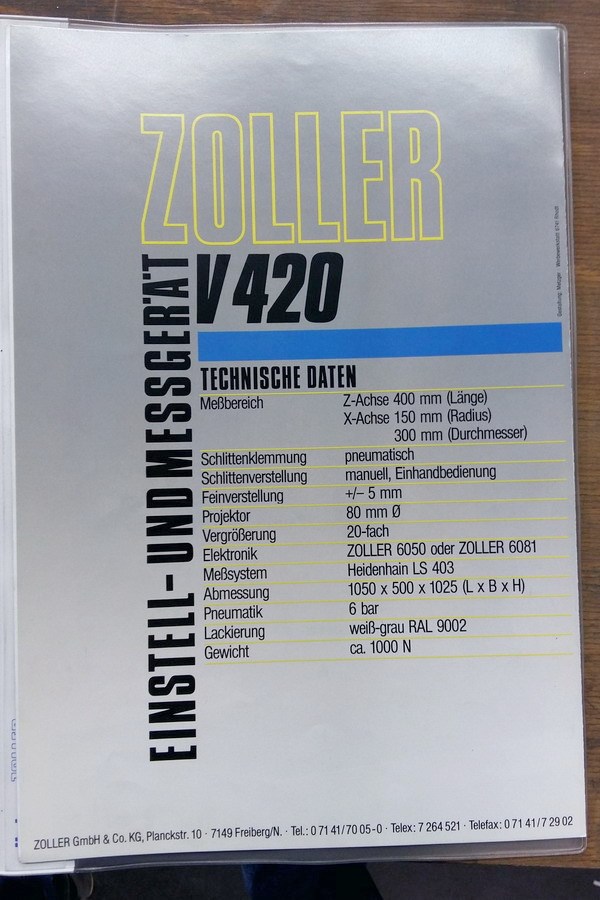 ZOLLER
V 420
EINSTELL- UND MESSGERÄT
TECHNISCHE DATEN
Meßbereich Z-Achse 400 mm (Länge)
X-Achse 150 mm (Radius)
300 mm (Durchmesser)
Schlittenklemmung pneumatisch
Schlittenverstellung manuell, Einhandbedienung
Feinverstellung +/– 5 mm
Projektor 80 mm Ø
Vergrößerung 20-fach
Elektronik ZOLLER 6050 oder ZOLLER 6081
Meßsystem Heidenhain LS 403
Abmessung 1050 x 500 x 1025 (L x B x H)
Pneumatik 6 bar
Lackierung weiß-grau RAL 9002
Gewicht ca. 1000 N
ZOLLER GmbH & Co. KG, Planckstr. 10 · 7149 Freiberg/N. · Tel.: 0 71 41/70 05-0 · Telex: 7 264 521 · Telefax: 0 71 41/7 29 02